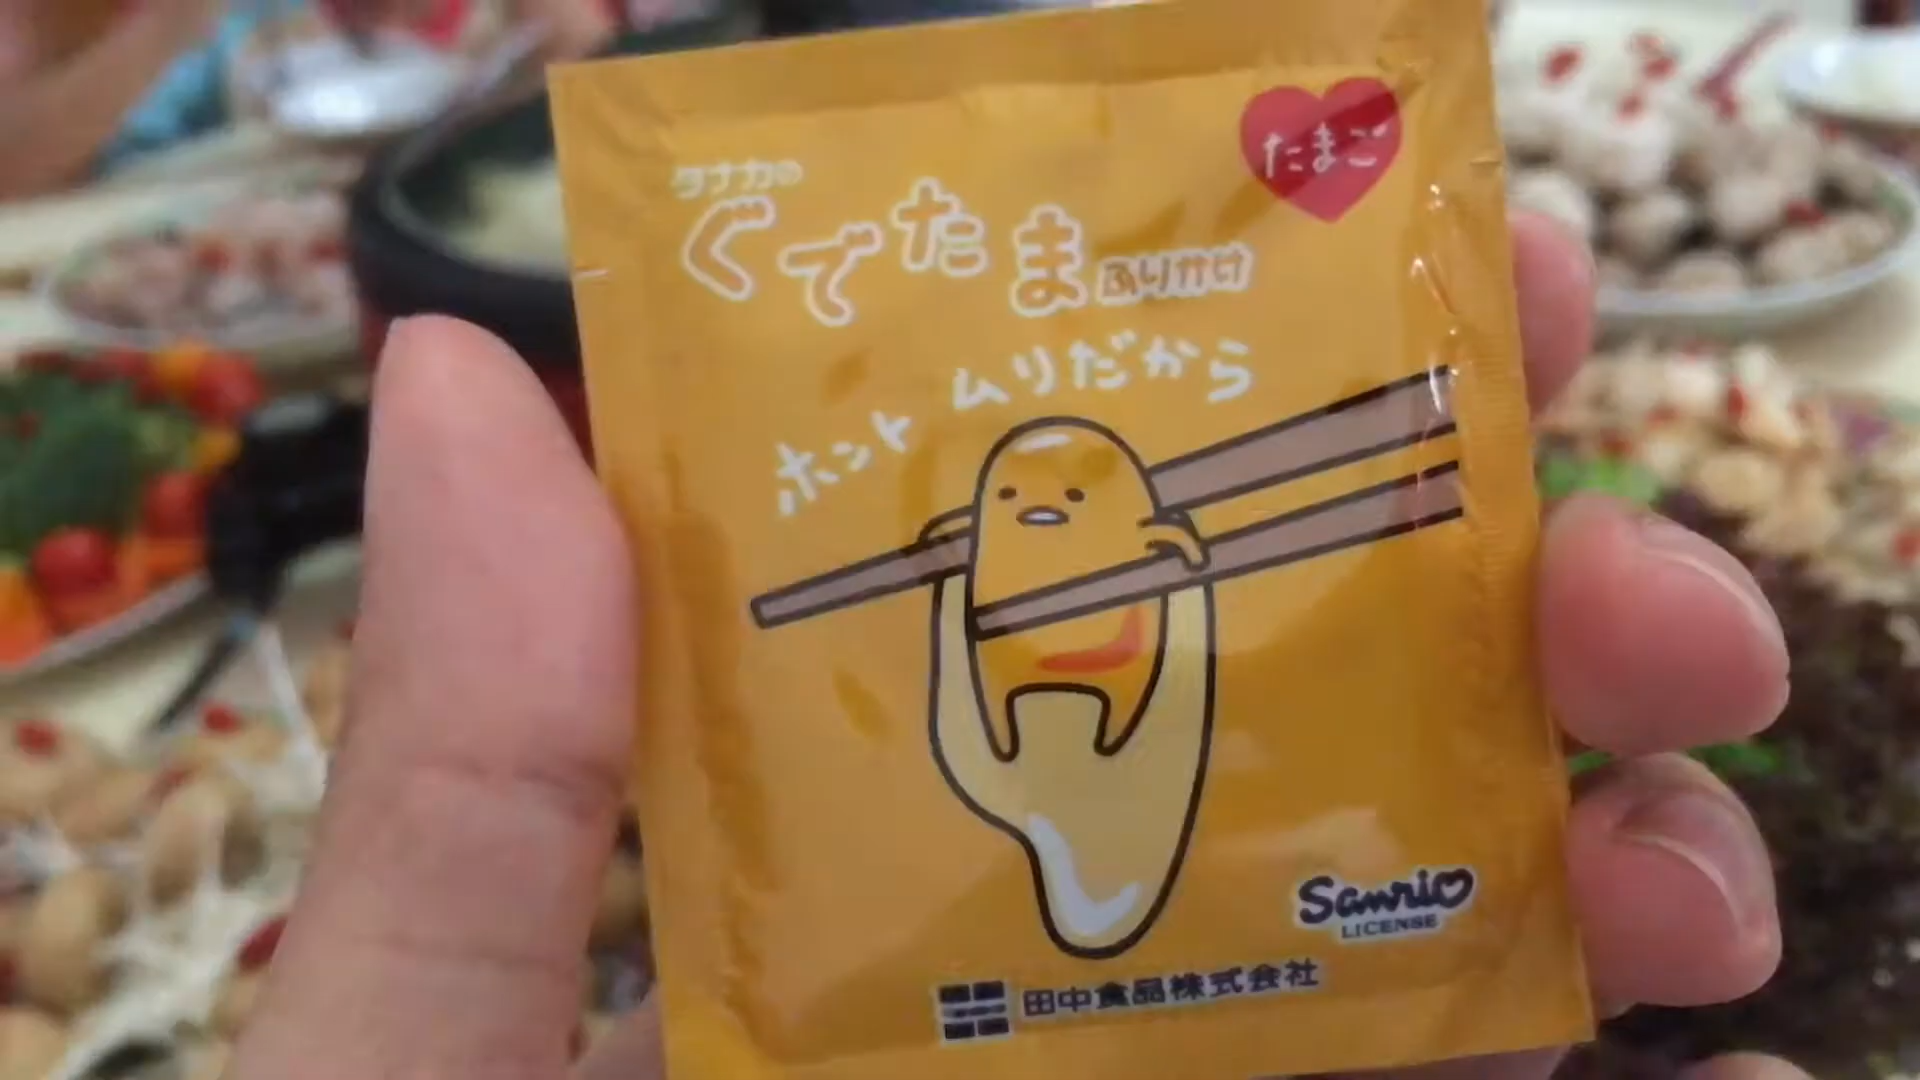 たまご
タナカの
ぐでたま ふりかけ
ホント ムリだから
Sanrio
LICENSE
田中食品株式会社